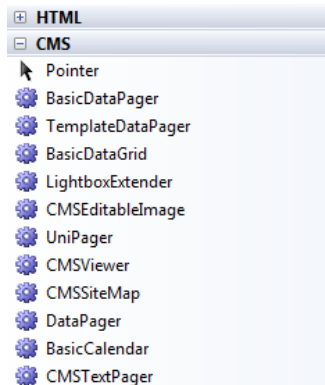 HTML
CMS
Pointer
BasicDataPager
TemplateDataPager
BasicDataGrid
LightboxExtender
CMSEditableImage
UniPager
CMSViewer
CMSSiteMap
DataPager
BasicCalendar
CMSTextPager